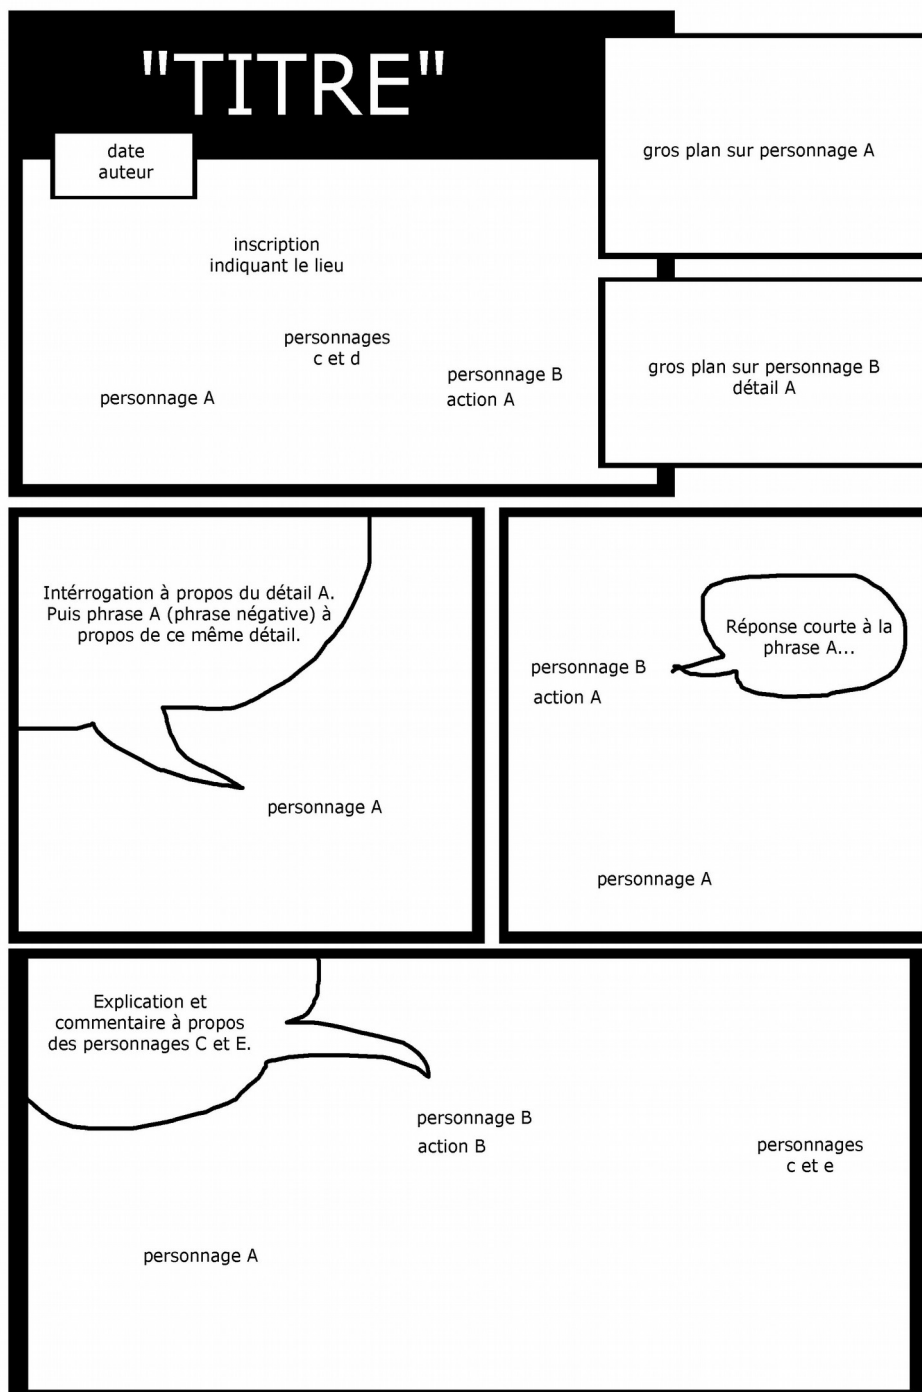 "TITRE"
date
auteur
gros plan sur personnage A
inscription
indiquant le lieu
personnages
c et d
personnage A
personnage B
action A
gros plan sur personnage B
détail A
Intérrogation à propos du détail A.
Puis phrase A (phrase négative) à
propos de ce même détail.
personnage A
Réponse courte à la
phrase A...
personnage B
action A
personnage A
Explication et
commentaire à propos
des personnages C et E.
personnage B
action B
personnages
c et e
personnage A